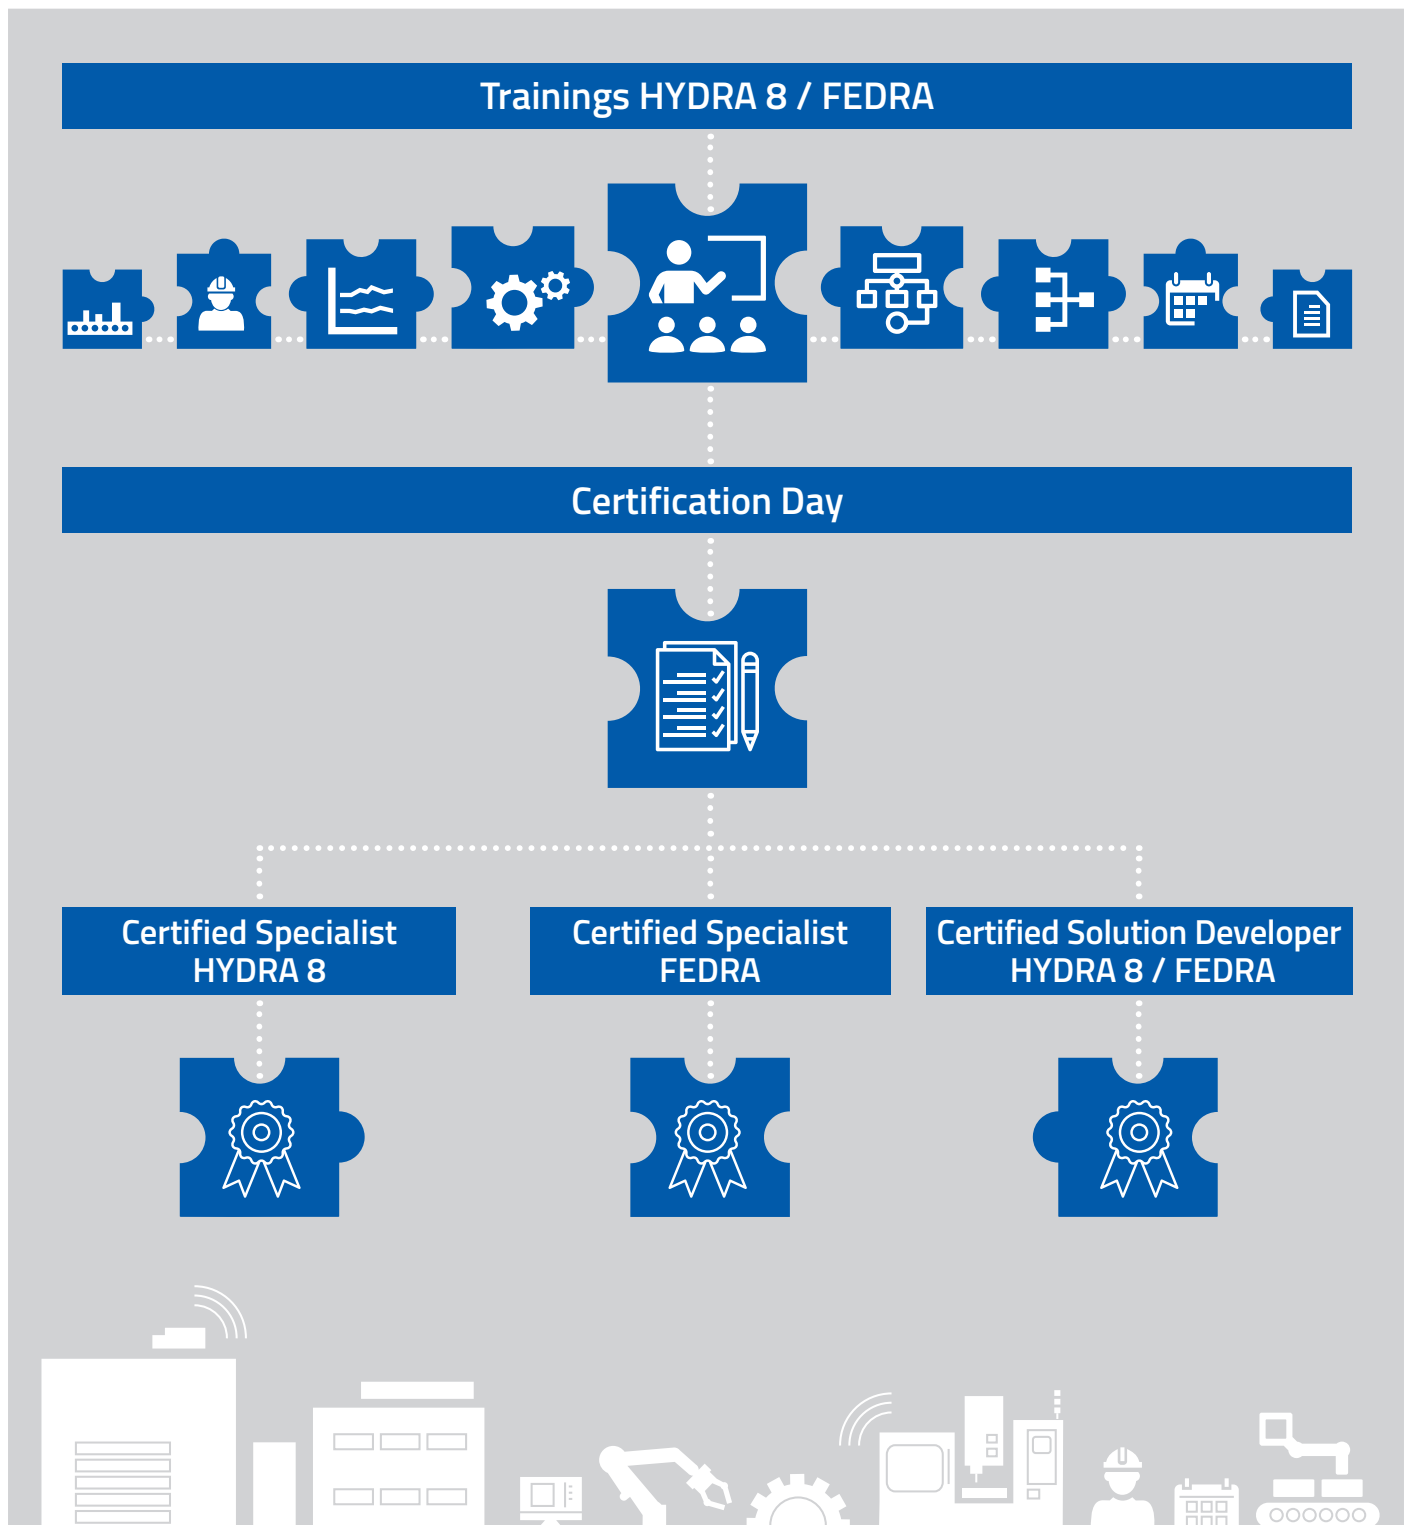 Trainings HYDRA 8 / FEDRA
Certification Day
Certified Specialist
HYDRA 8
Certified Specialist
FEDRA
Certified Solution Developer
HYDRA 8 / FEDRA